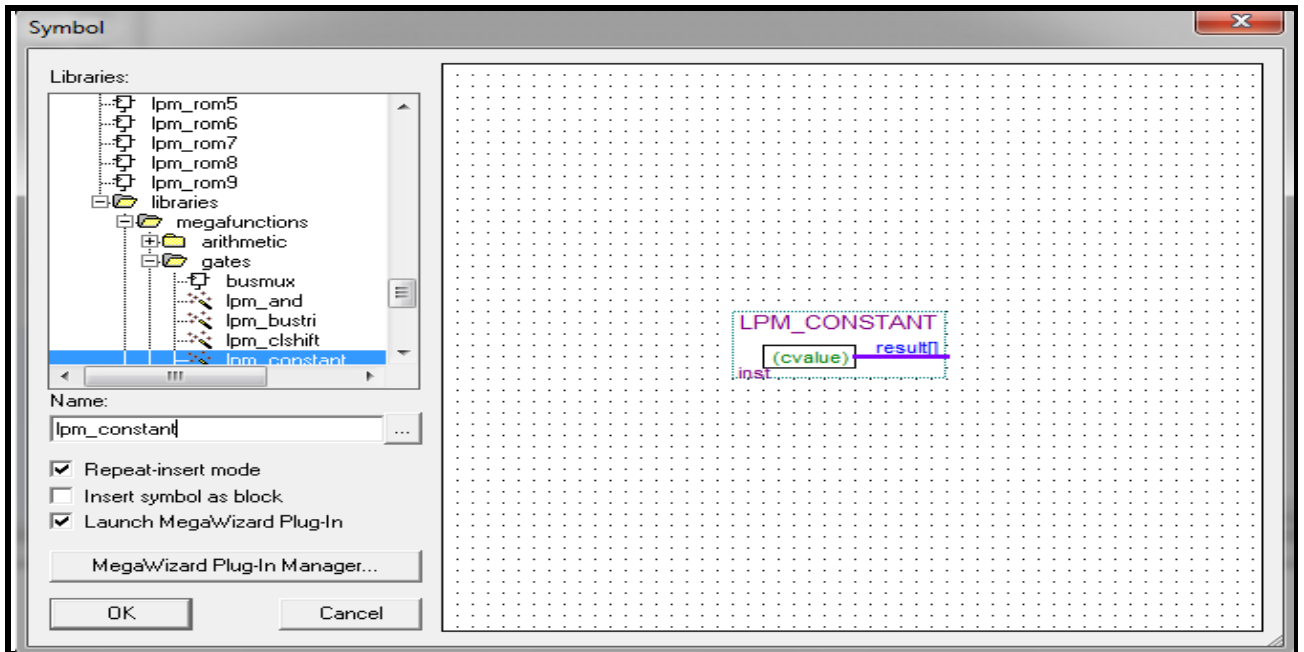 Symbol
Libraries:
lpm_rom5
lpm_rom6
lpm_rom7
lpm_rom8
lpm_rom9
libraries
megafunctions
arithmetic
gates
busmux
lpm_and
lpm_bustri
lpm_clshift
lpm_constant
Name:
lpm_constant
...
Repeat-insert mode
Insert symbol as block
Launch MegaWizard Plug-In
MegaWizard Plug-In Manager...
OK
Cancel
LPM_CONSTANT
(cvalue)
result[]
inst